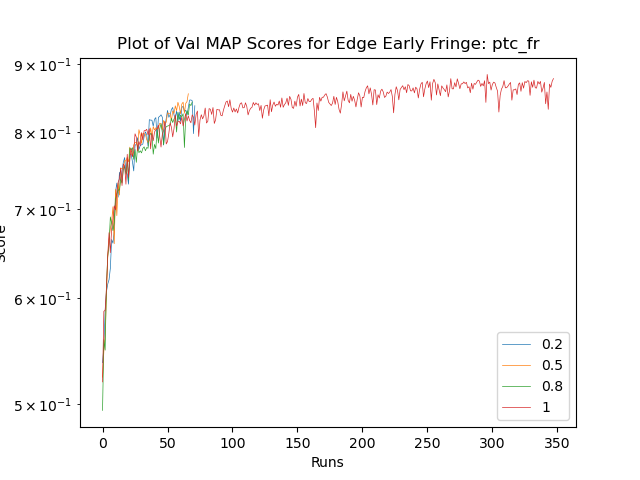 Plot of Val MAP Scores for Edge Early Fringe: ptc_fr
9 × 10⁻¹
8 × 10⁻¹
7 × 10⁻¹
6 × 10⁻¹
5 × 10⁻¹
Score
0.2
0.5
0.8
1
0 50 100 150 200 250 300 350
Runs